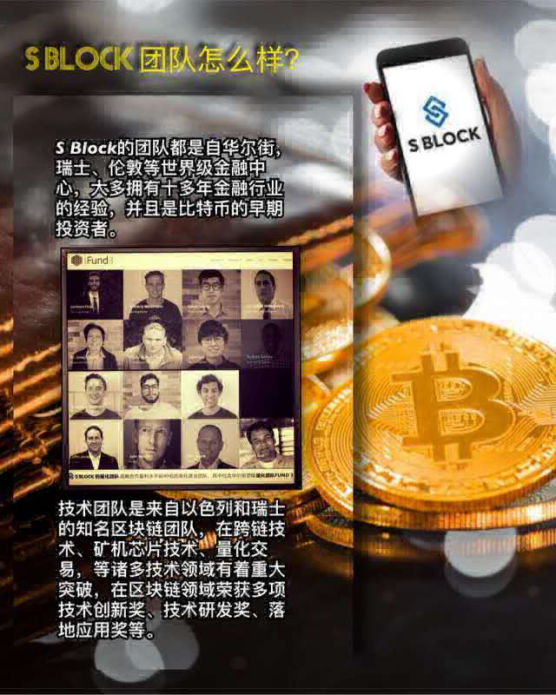 S BLOCK 团队怎么样?
S BLOCK
S Block的团队都是自华尔街,
瑞士、伦敦等世界级金融中
心,大多拥有十多年金融行业
的经验,并且是比特币的早期
投资者。
iFund
技术团队是来自以色列和瑞士
的知名区块链团队,在跨链技
术、矿机芯片技术、量化交
易,等诸多技术领域有着重大
突破,在区块链领域荣获多项
技术创新奖、技术研发奖、落
地应用奖等。